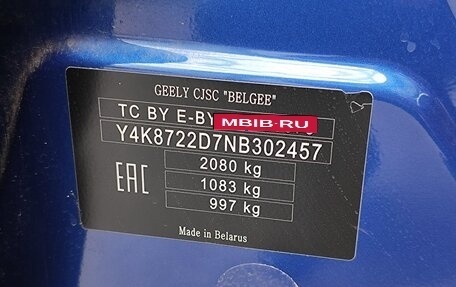 GEELY CJSC "BELGEE"
TC BY E-BY
MBIB·RU
Y4K8722D7NB302457
2080 kg
1083 kg
997 kg
EAC
Made in Belarus